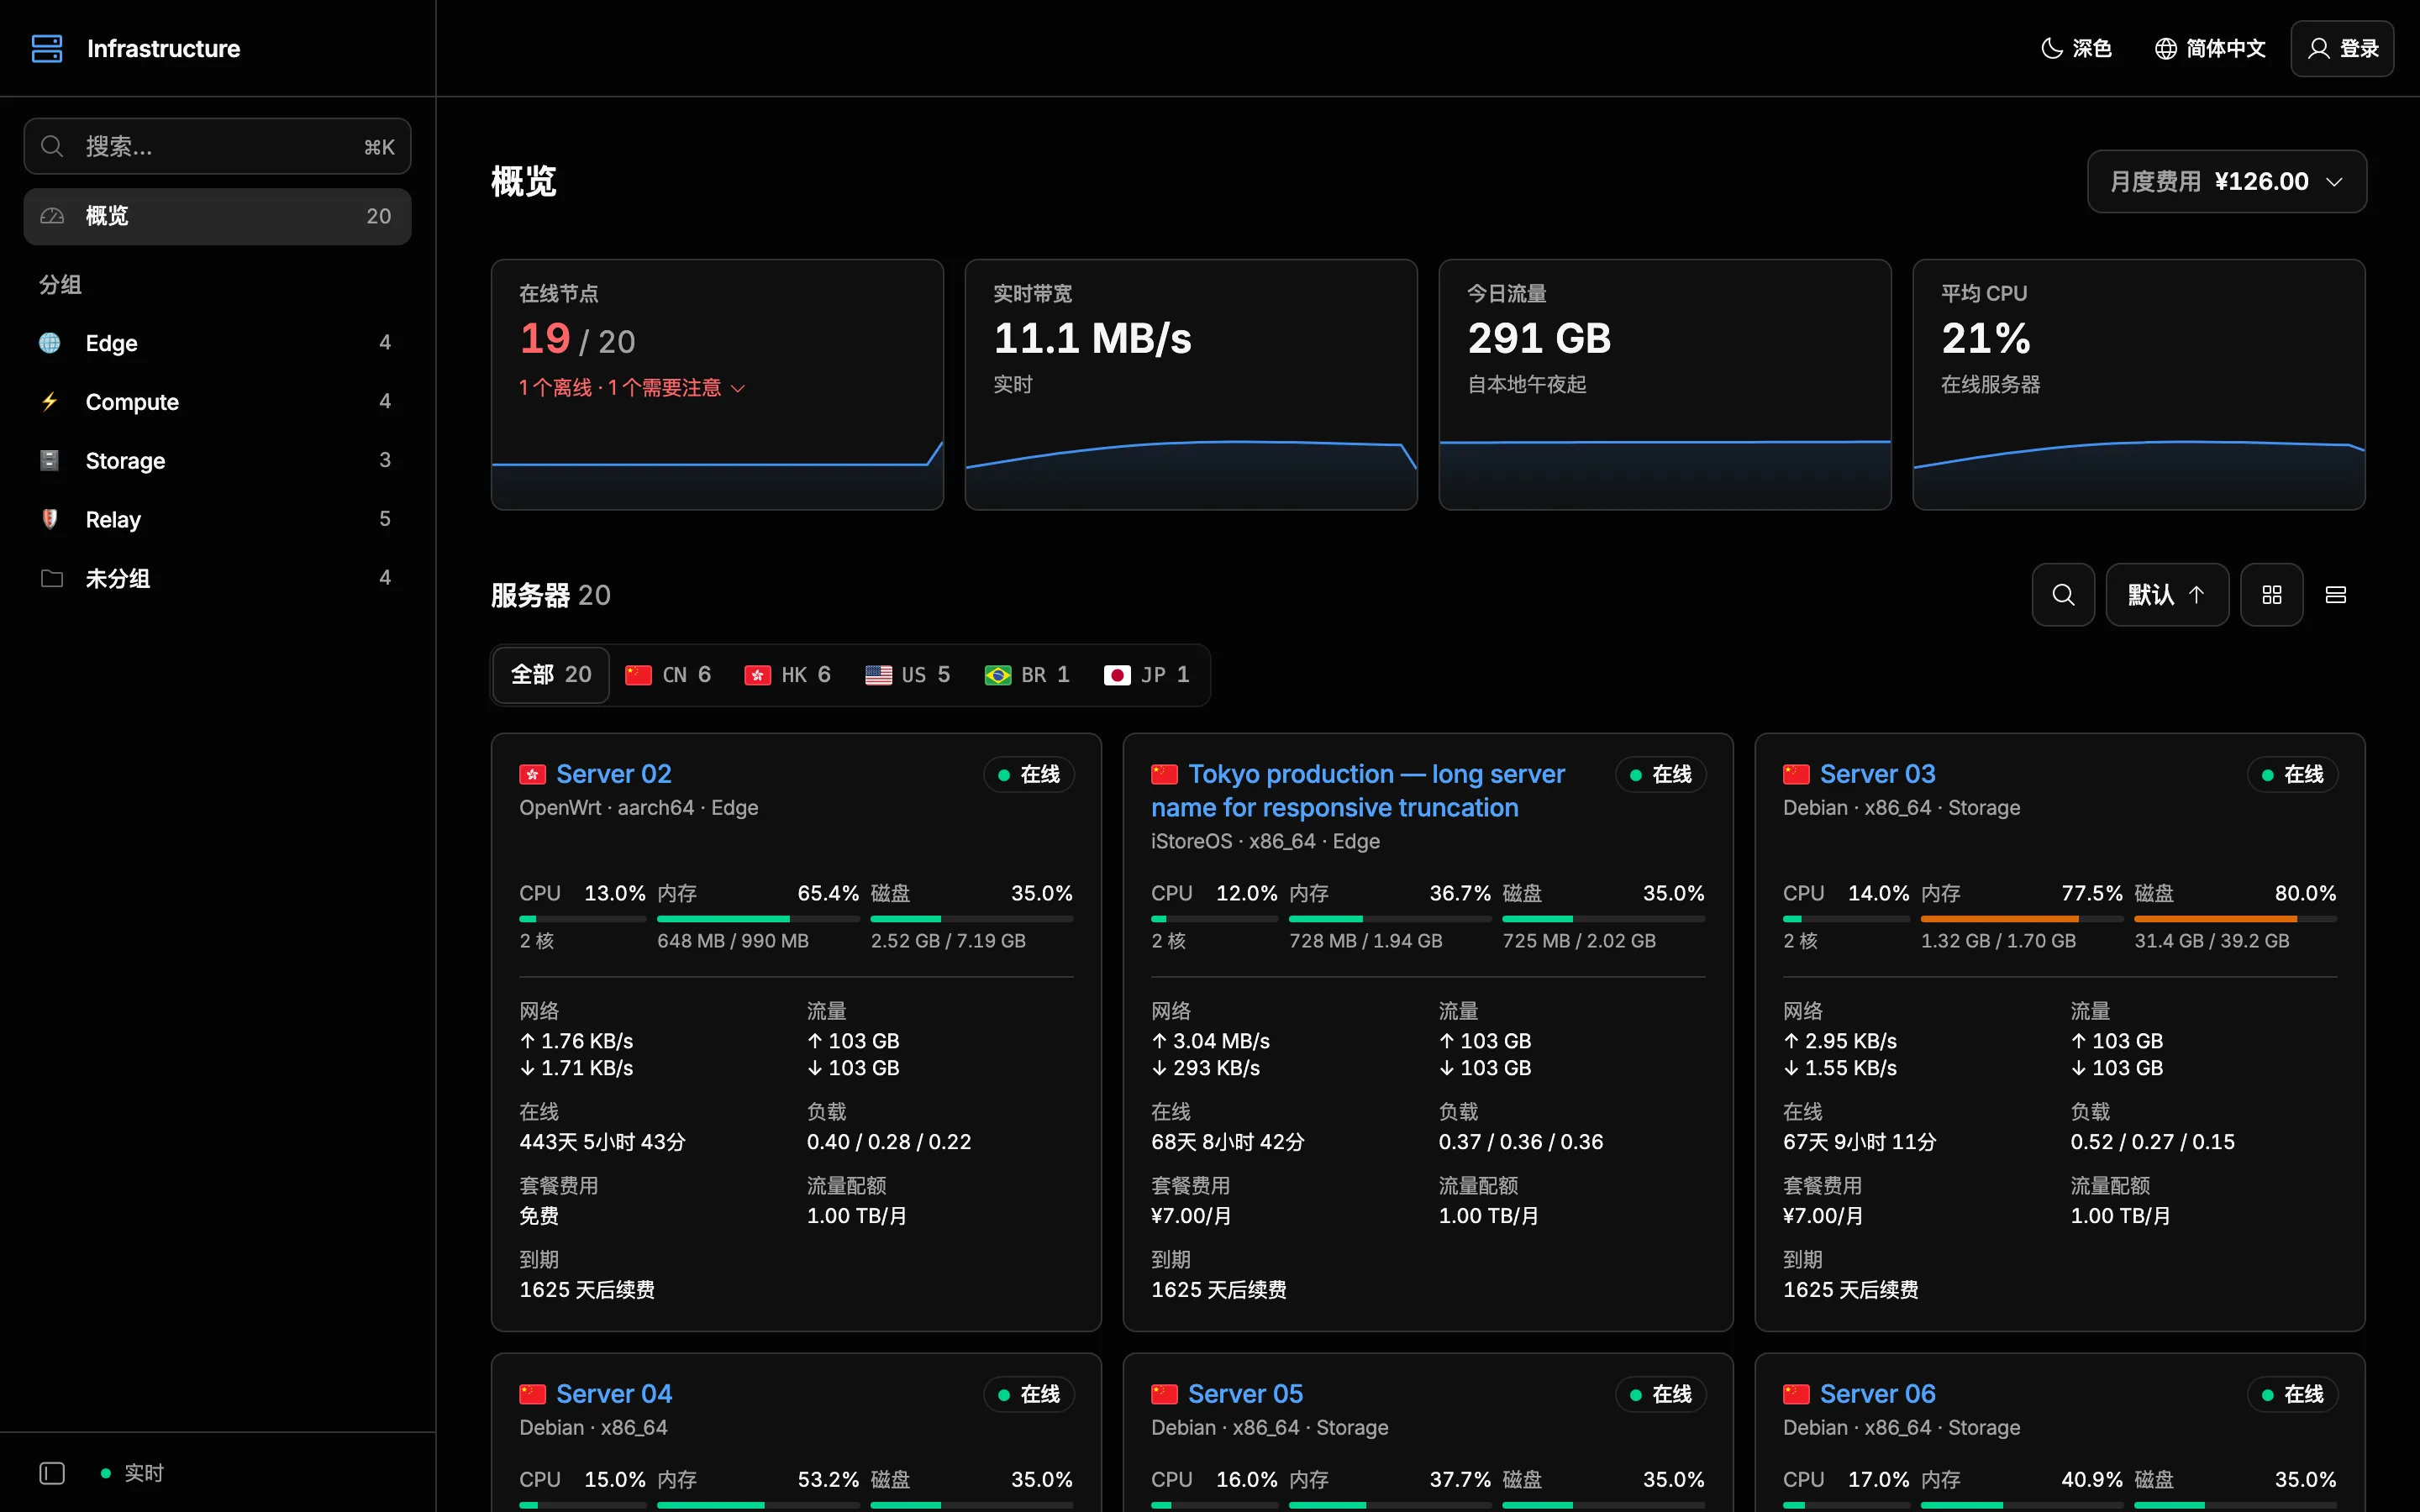 Infrastructure
深色
简体中文
登录
搜索...
⌘K
概览
20
分组
Edge
4
Compute
4
Storage
3
Relay
5
未分组
4
实时
概览
月度费用 ¥126.00
在线节点
19 / 20
1 个离线 · 1 个需要注意
实时带宽
11.1 MB/s
实时
今日流量
291 GB
自本地午夜起
平均 CPU
21%
在线服务器
服务器 20
默认 ↑
全部 20
CN 6
HK 6
US 5
BR 1
JP 1
Server 02
在线
OpenWrt · aarch64 · Edge
CPU 13.0%
2 核
内存 65.4%
648 MB / 990 MB
磁盘 35.0%
2.52 GB / 7.19 GB
网络
↑ 1.76 KB/s
↓ 1.71 KB/s
流量
↑ 103 GB
↓ 103 GB
在线
443天 5小时 43分
负载
0.40 / 0.28 / 0.22
套餐费用
免费
流量配额
1.00 TB/月
到期
1625 天后续费
Tokyo production — long server
name for responsive truncation
在线
iStoreOS · x86_64 · Edge
CPU 12.0%
2 核
内存 36.7%
728 MB / 1.94 GB
磁盘 35.0%
725 MB / 2.02 GB
网络
↑ 3.04 MB/s
↓ 293 KB/s
流量
↑ 103 GB
↓ 103 GB
在线
68天 8小时 42分
负载
0.37 / 0.36 / 0.36
套餐费用
¥7.00/月
流量配额
1.00 TB/月
到期
1625 天后续费
Server 03
在线
Debian · x86_64 · Storage
CPU 14.0%
2 核
内存 77.5%
1.32 GB / 1.70 GB
磁盘 80.0%
31.4 GB / 39.2 GB
网络
↑ 2.95 KB/s
↓ 1.55 KB/s
流量
↑ 103 GB
↓ 103 GB
在线
67天 9小时 11分
负载
0.52 / 0.27 / 0.15
套餐费用
¥7.00/月
流量配额
1.00 TB/月
到期
1625 天后续费
Server 04
在线
Debian · x86_64
CPU 15.0%
内存 53.2%
磁盘 35.0%
Server 05
在线
Debian · x86_64 · Storage
CPU 16.0%
内存 37.7%
磁盘 35.0%
Server 06
在线
Debian · x86_64 · Storage
CPU 17.0%
内存 40.9%
磁盘 35.0%